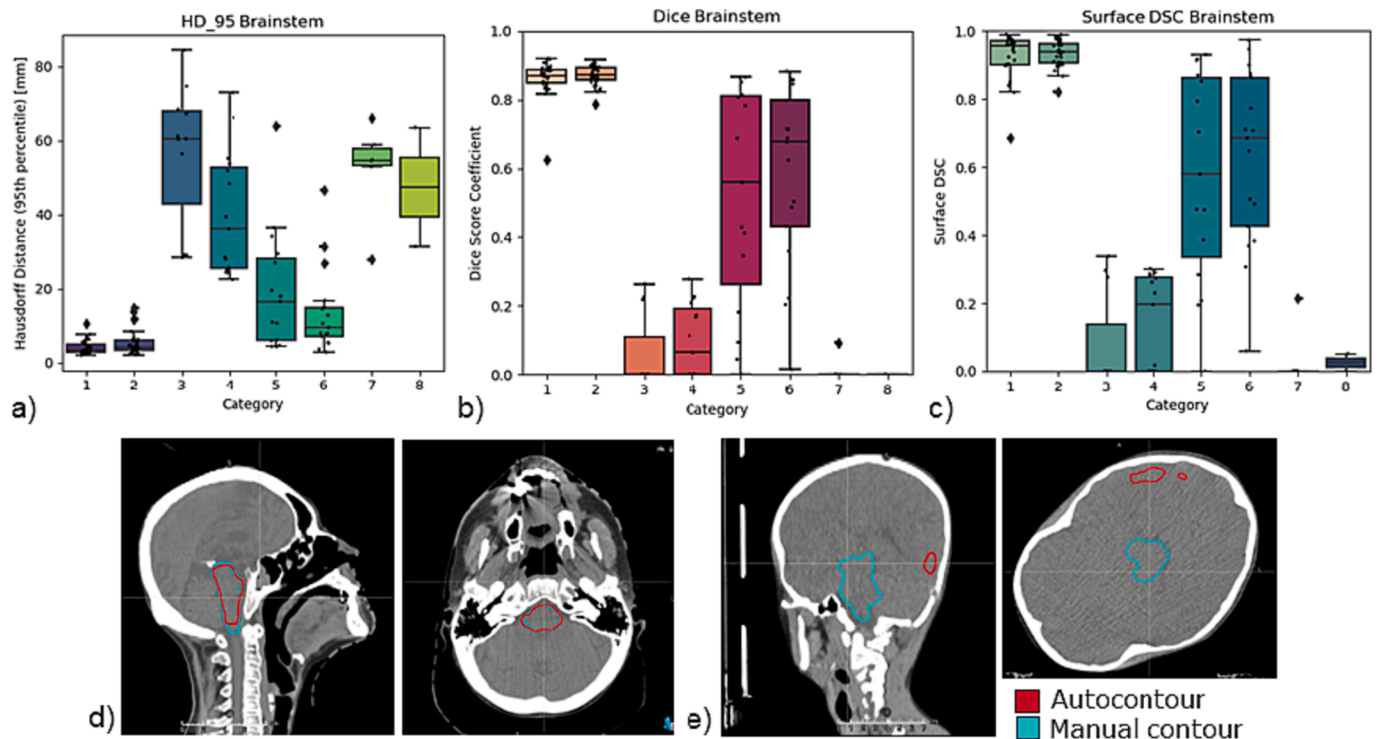 HD_95 Brainstem
Hausdorff Distance (95th percentile) [mm]
80
60
40
20
0
1 2 3 4 5 6 7 8
Category
a)
Dice Brainstem
Dice Score Coefficient
1.0
0.8
0.6
0.4
0.2
0.0
1 2 3 4 5 6 7 8
Category
b)
Surface DSC Brainstem
Surface DSC
1.0
0.8
0.6
0.4
0.2
0.0
1 2 3 4 5 6 7 0
Category
c)
d)
e)
Autocontour
Manual contour